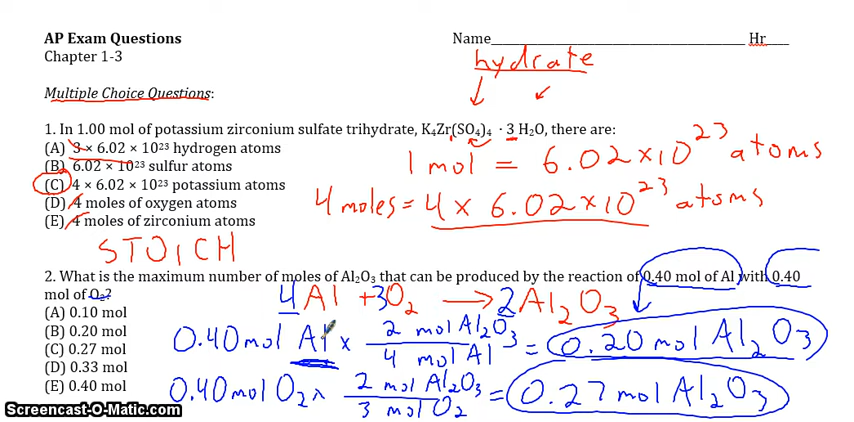 AP Exam Questions
Name Hr
Chapter 1-3
hydrate
Multiple Choice Questions:
1. In 1.00 mol of potassium zirconium sulfate trihydrate, K₄Zr(SO₄)₄ · 3 H₂O, there are:
(A) 3 × 6.02 × 10²³ hydrogen atoms
(B) 6.02 × 10²³ sulfur atoms
(C) 4 × 6.02 × 10²³ potassium atoms
(D) 4 moles of oxygen atoms
(E) 4 moles of zirconium atoms
1 mol = 6.02 × 10²³ atoms
4 moles = 4 × 6.02 × 10²³ atoms
STOICH
2. What is the maximum number of moles of Al₂O₃ that can be produced by the reaction of 0.40 mol of Al with 0.40
mol of O₂?
4Al + 3O₂ → 2Al₂O₃
(A) 0.10 mol
(B) 0.20 mol
(C) 0.27 mol
(D) 0.33 mol
(E) 0.40 mol
0.40 mol Al × 2 mol Al₂O₃ / 4 mol Al = 0.20 mol Al₂O₃
0.40 mol O₂ × 2 mol Al₂O₃ / 3 mol O₂ = 0.27 mol Al₂O₃
Screencast-O-Matic.com